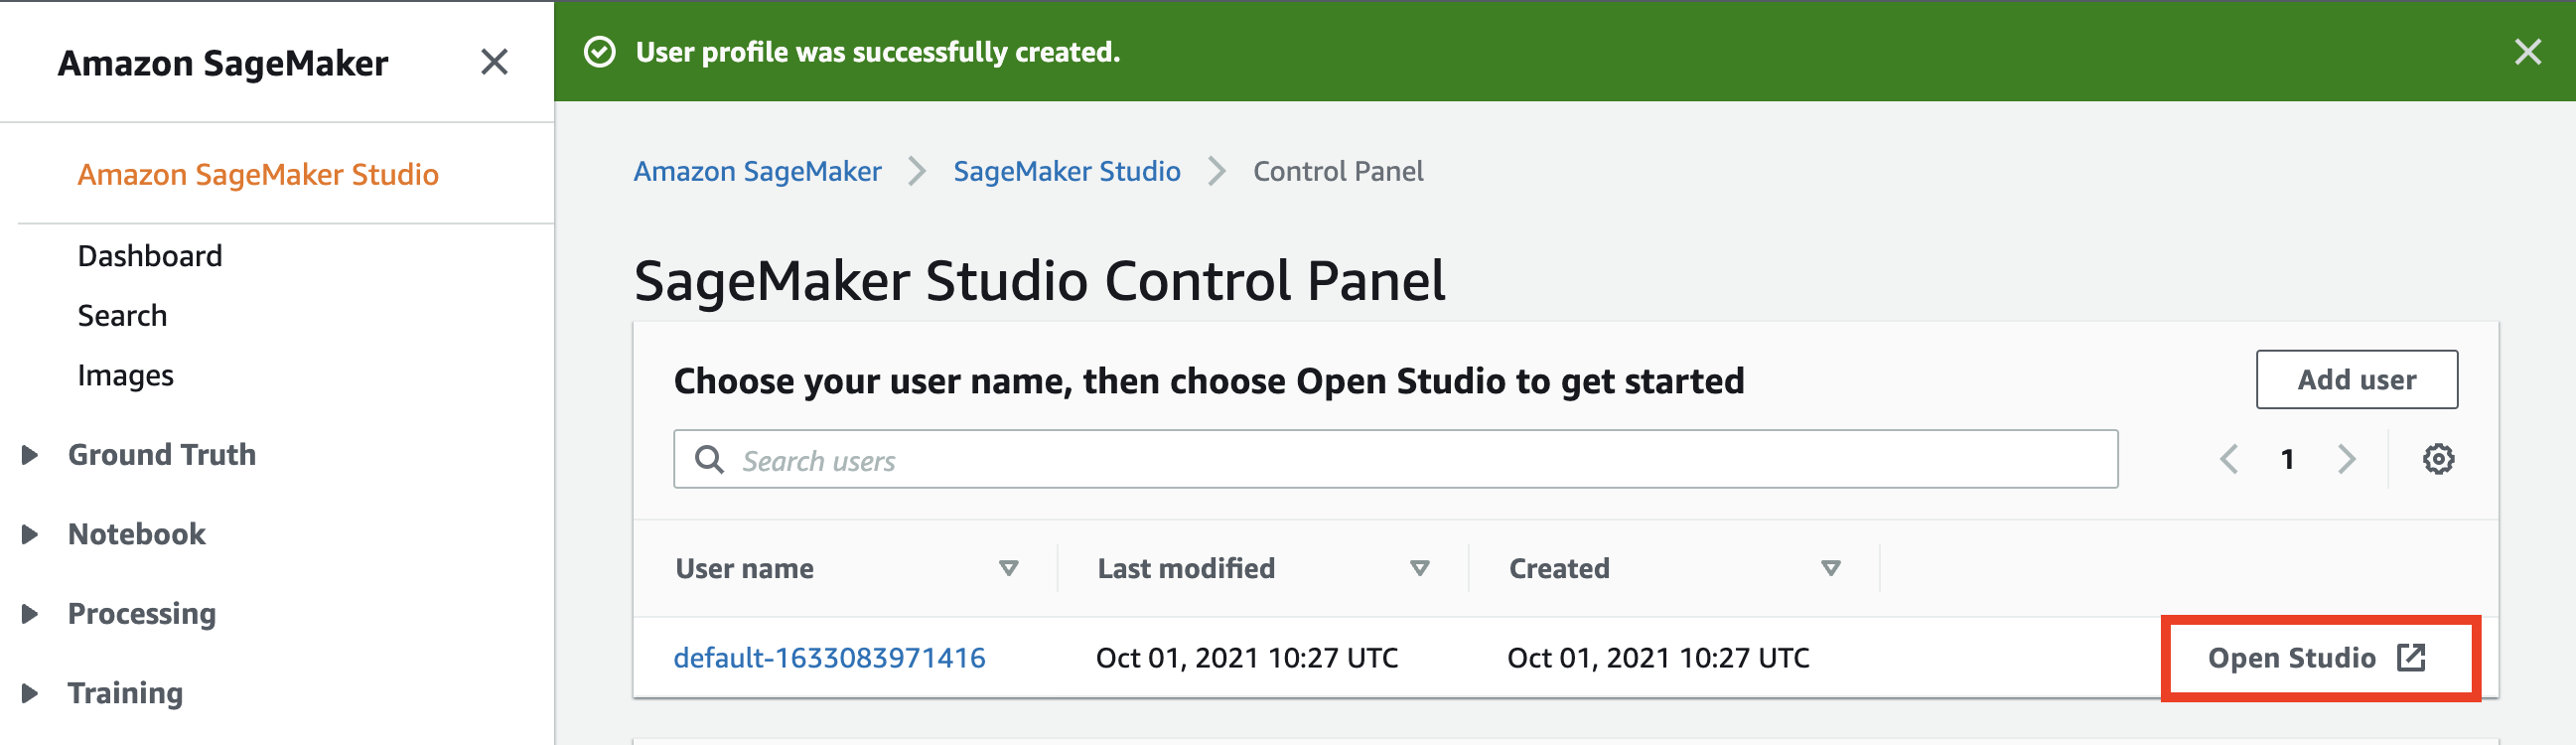 Amazon SageMaker
Amazon SageMaker Studio
Dashboard
Search
Images
Ground Truth
Notebook
Processing
Training
User profile was successfully created.
Amazon SageMaker > SageMaker Studio > Control Panel
SageMaker Studio Control Panel
Choose your user name, then choose Open Studio to get started
Add user
Search users
1
User name Last modified Created
default-1633083971416 Oct 01, 2021 10:27 UTC Oct 01, 2021 10:27 UTC Open Studio